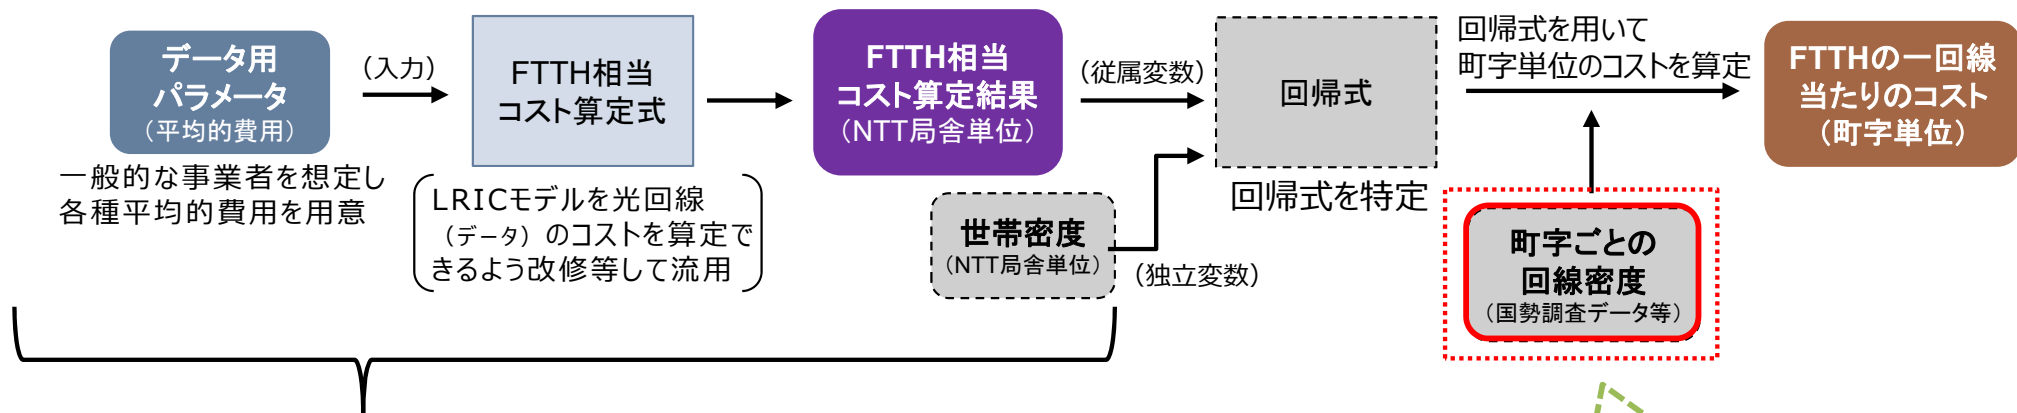 データ用
パラメータ
（平均的費用）
一般的な事業者を想定し
各種平均的費用を用意
（入力）
FTTH相当
コスト算定式
LRICモデルを光回線
（データ）のコストを算定で
きるよう改修等して流用
FTTH相当
コスト算定結果
（NTT局舎単位）
（従属変数）
世帯密度
（NTT局舎単位）
（独立変数）
回帰式
回帰式を特定
回帰式を用いて
町字単位のコストを算定
町字ごとの
回線密度
（国勢調査データ等）
FTTHの一回線
当たりのコスト
（町字単位）